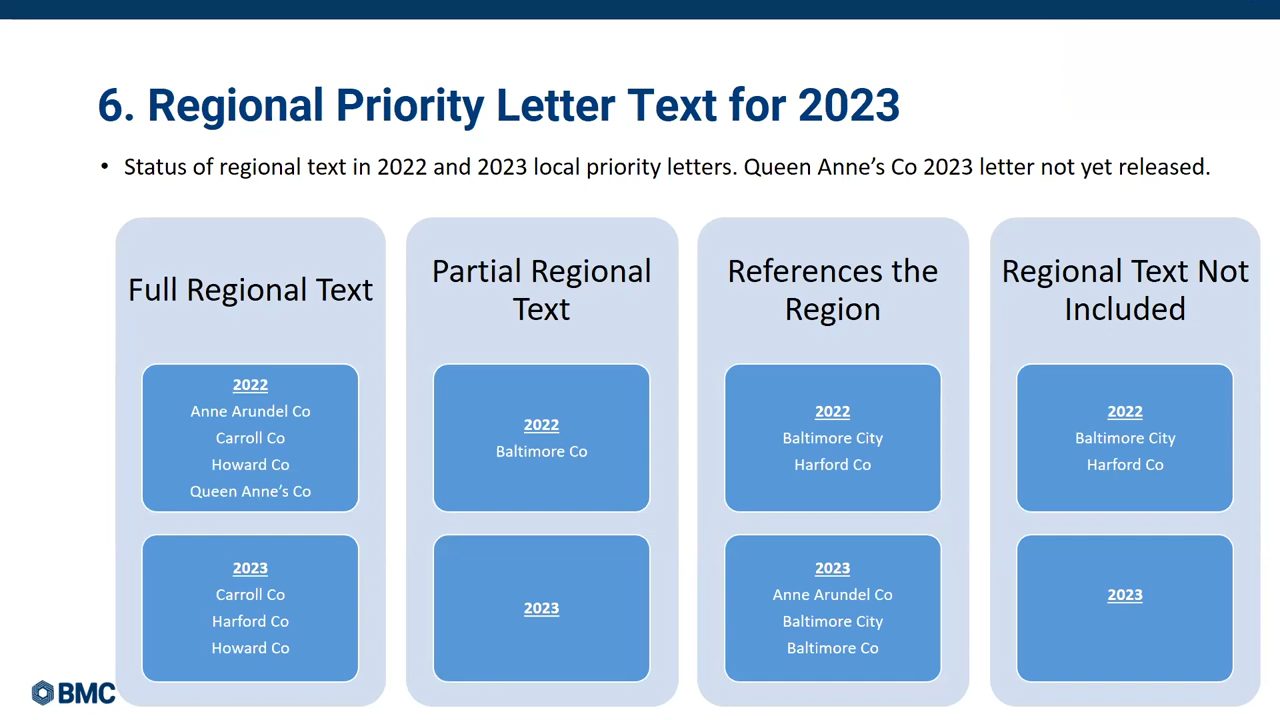 6. Regional Priority Letter Text for 2023
• Status of regional text in 2022 and 2023 local priority letters. Queen Anne’s Co 2023 letter not yet released.
Full Regional Text
2022
Anne Arundel Co
Carroll Co
Howard Co
Queen Anne’s Co
2023
Carroll Co
Harford Co
Howard Co
Partial Regional
Text
2022
Baltimore Co
2023
References the
Region
2022
Baltimore City
Harford Co
2023
Anne Arundel Co
Baltimore City
Baltimore Co
Regional Text Not
Included
2022
Baltimore City
Harford Co
2023
BMC